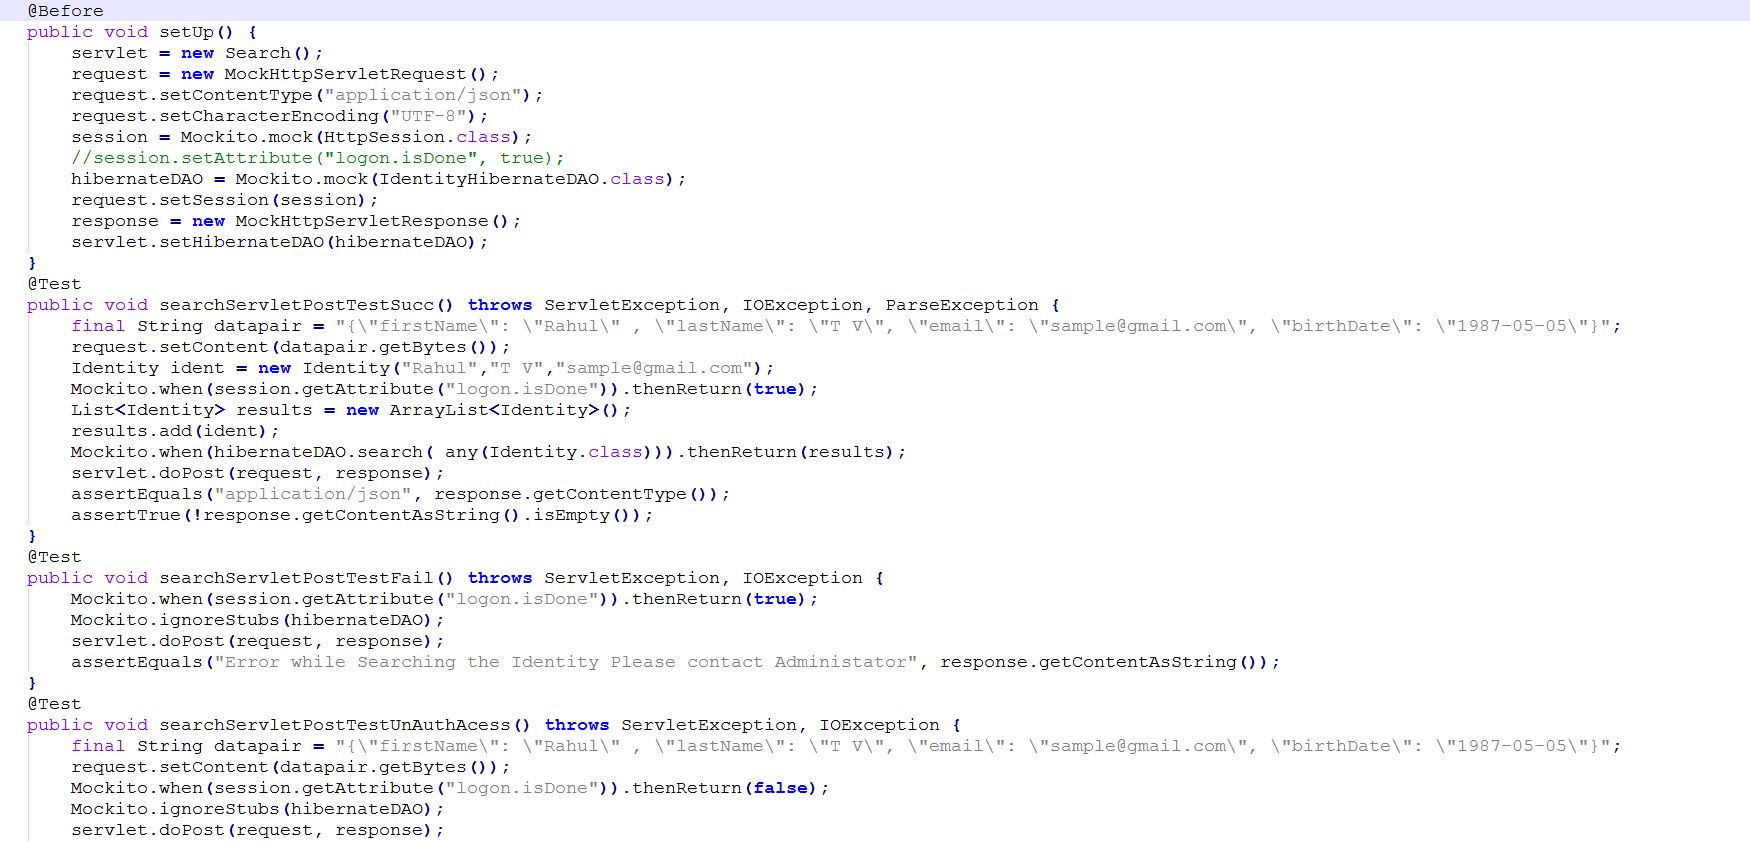 @Before
public void setUp() {
    servlet = new Search();
    request = new MockHttpServletRequest();
    request.setContentType("application/json");
    request.setCharacterEncoding("UTF-8");
    session = Mockito.mock(HttpSession.class);
    //session.setAttribute("logon.isDone", true);
    hibernateDAO = Mockito.mock(IdentityHibernateDAO.class);
    request.setSession(session);
    response = new MockHttpServletResponse();
    servlet.setHibernateDAO(hibernateDAO);
}
@Test
public void searchServletPostTestSucc() throws ServletException, IOException, ParseException {
    final String datapair = "{\"firstName\": \"Rahul\" , \"lastName\": \"T V\", \"email\": \"sample@gmail.com\", \"birthDate\": \"1987-05-05\"}";
    request.setContent(datapair.getBytes());
    Identity ident = new Identity("Rahul","T V","sample@gmail.com");
    Mockito.when(session.getAttribute("logon.isDone")).thenReturn(true);
    List<Identity> results = new ArrayList<Identity>();
    results.add(ident);
    Mockito.when(hibernateDAO.search( any(Identity.class))).thenReturn(results);
    servlet.doPost(request, response);
    assertEquals("application/json", response.getContentType());
    assertTrue(!response.getContentAsString().isEmpty());
}
@Test
public void searchServletPostTestFail() throws ServletException, IOException {
    Mockito.when(session.getAttribute("logon.isDone")).thenReturn(true);
    Mockito.ignoreStubs(hibernateDAO);
    servlet.doPost(request, response);
    assertEquals("Error while Searching the Identity Please contact Administator", response.getContentAsString());
}
@Test
public void searchServletPostTestUnAuthAcess() throws ServletException, IOException {
    final String datapair = "{\"firstName\": \"Rahul\" , \"lastName\": \"T V\", \"email\": \"sample@gmail.com\", \"birthDate\": \"1987-05-05\"}";
    request.setContent(datapair.getBytes());
    Mockito.when(session.getAttribute("logon.isDone")).thenReturn(false);
    Mockito.ignoreStubs(hibernateDAO);
    servlet.doPost(request, response);